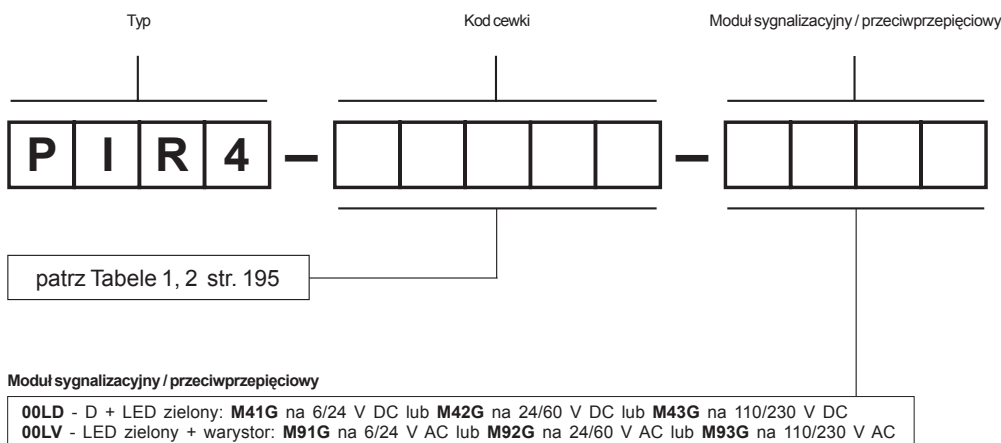 Typ Kod cewki Moduł sygnalizacyjny / przeciwprzepięciowy
P I R 4 – –
patrz Tabele 1, 2 str. 195
Moduł sygnalizacyjny / przeciwprzepięciowy
00LD - D + LED zielony: M41G na 6/24 V DC lub M42G na 24/60 V DC lub M43G na 110/230 V DC
00LV - LED zielony + warystor: M91G na 6/24 V AC lub M92G na 24/60 V AC lub M93G na 110/230 V AC